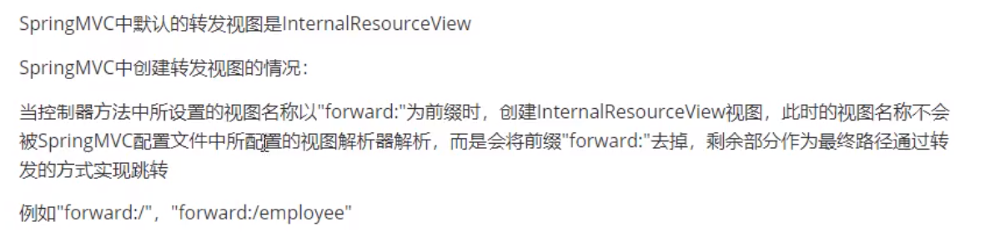 SpringMVC中默认的转发视图是InternalResourceView
SpringMVC中创建转发视图的情况：
当控制器方法中所设置的视图名称以"forward:"为前缀时，创建InternalResourceView视图，此时的视图名称不会
被SpringMVC配置文件中所配置的视图解析器解析，而是会将前缀"forward:"去掉，剩余部分作为最终路径通过转
发的方式实现跳转
例如"forward:/"，"forward:/employee"